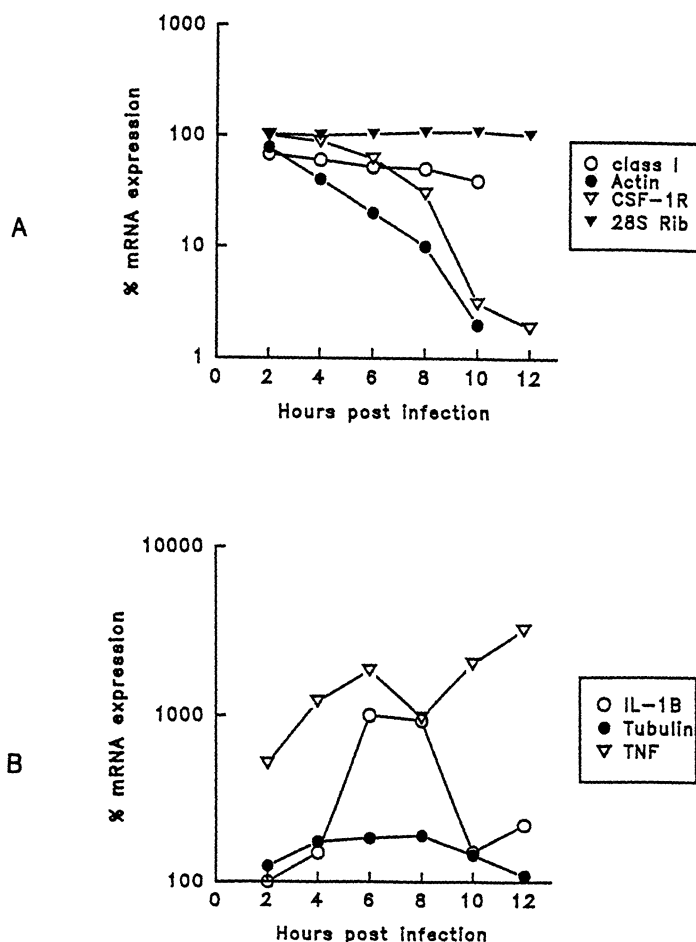 A
% mRNA expression
1000
100
10
1
0 2 4 6 8 10 12
Hours post infection
class I
Actin
CSF-1R
28S Rib
B
% mRNA expression
10000
1000
100
0 2 4 6 8 10 12
Hours post infection
IL-1B
Tubulin
TNF